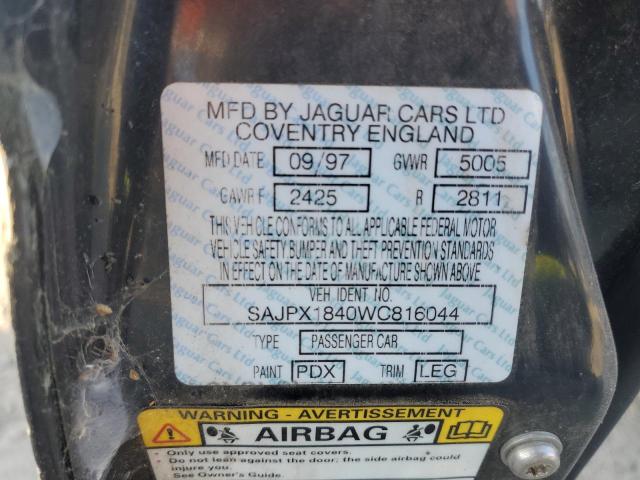 MFD BY JAGUAR CARS LTD
COVENTRY ENGLAND
MFD DATE 09/97 GVWR 5005
GAWR F 2425 R 2811
THIS VEHICLE CONFORMS TO ALL APPLICABLE FEDERAL MOTOR
VEHICLE SAFETY BUMPER AND THEFT PREVENTION STANDARDS
IN EFFECT ON THE DATE OF MANUFACTURE SHOWN ABOVE
VEH IDENT NO.
SAJPX1840WC816044
TYPE PASSENGER CAR
PAINT PDX TRIM LEG
WARNING - AVERTISSEMENT
AIRBAG
• Only use approved seat covers.
• Do not lean against the door; the side airbag could
injure you.
See Owner's Guide.